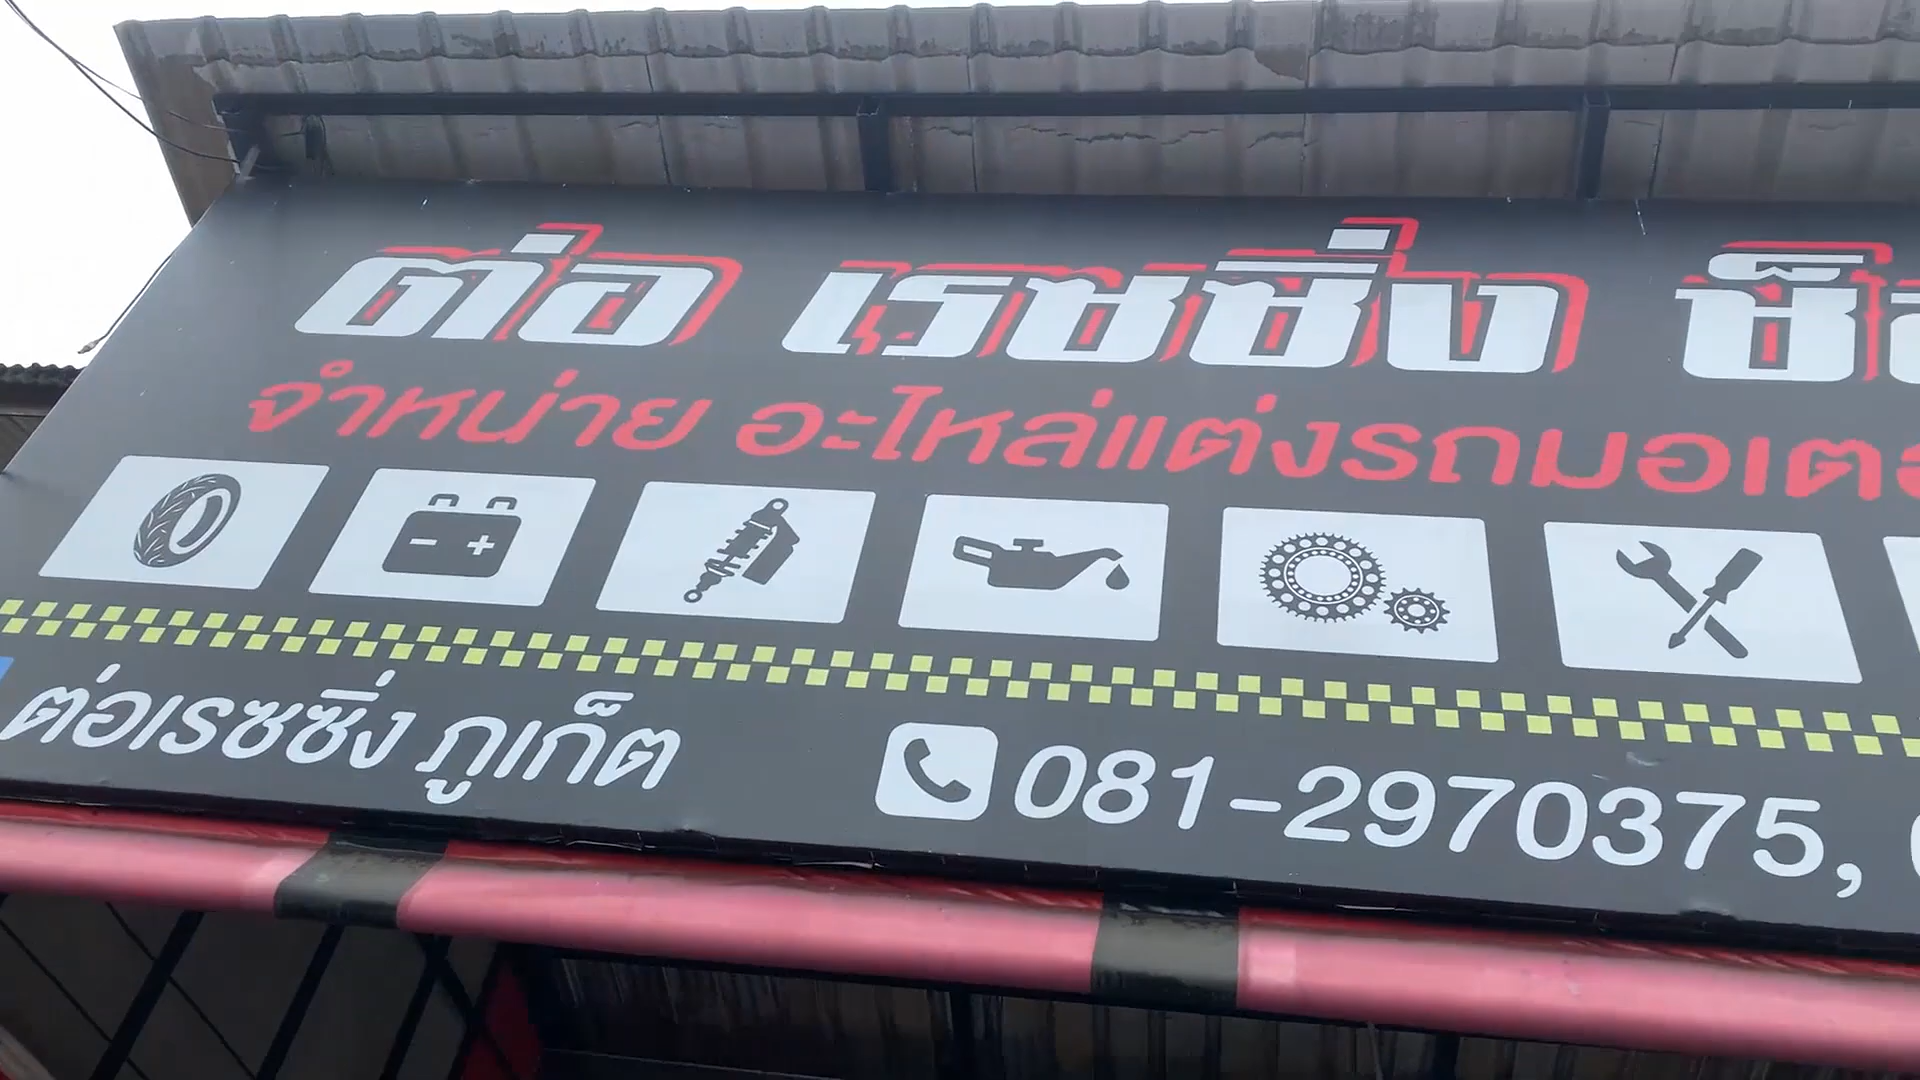 ต่อ เรซซิ่ง
จำหน่าย อะไหล่แต่งรถมอเต
ต่อเรซซิ่ง ภูเก็ต
081-2970375,